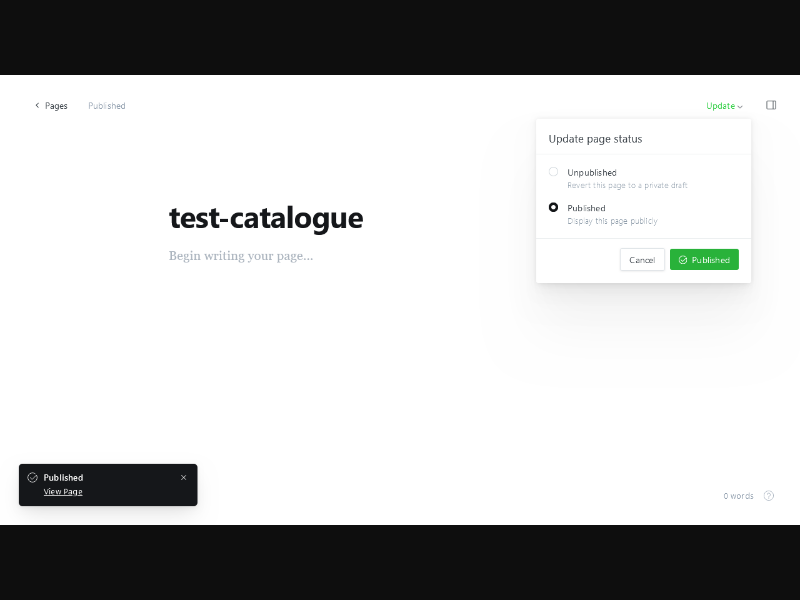 Pages
Published
Update
Update page status
Unpublished
Revert this page to a private draft
Published
Display this page publicly
Cancel
Published
test-catalogue
Begin writing your page...
Published
View Page
0 words
?